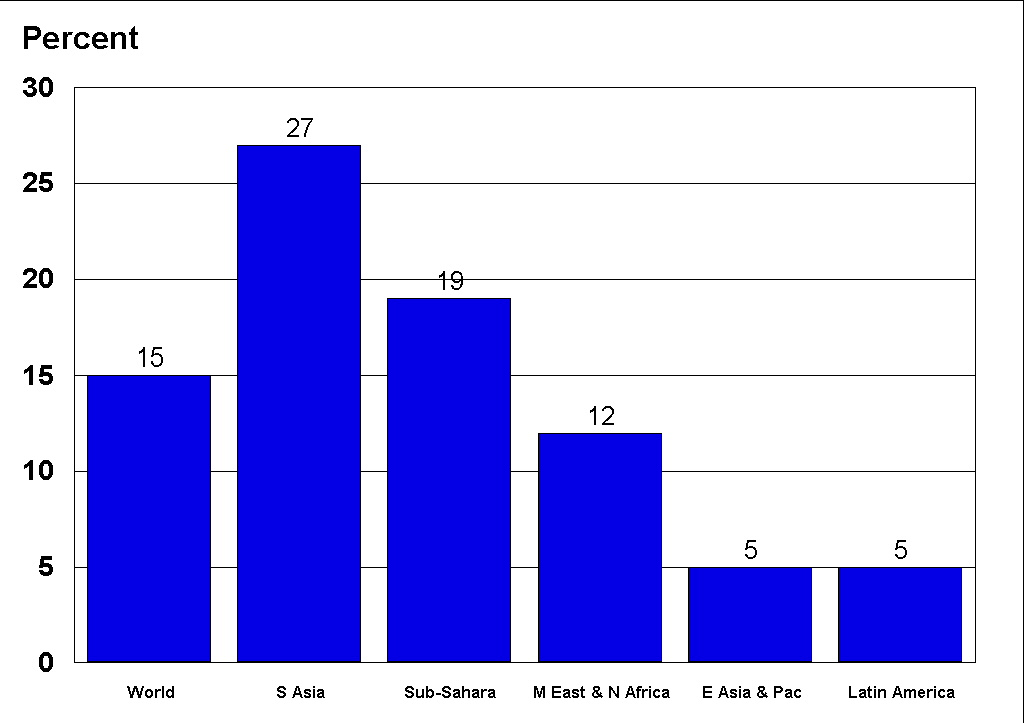 Percent
30
25
20
15
10
5
0
15
27
19
12
5
5
World
S Asia
Sub-Sahara
M East & N Africa
E Asia & Pac
Latin America